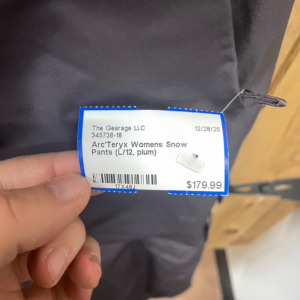 The Gearage LLC 12/28/25
345736-18
Arc'Teryx Womens Snow
Pants (L/12, plum)
$179.99